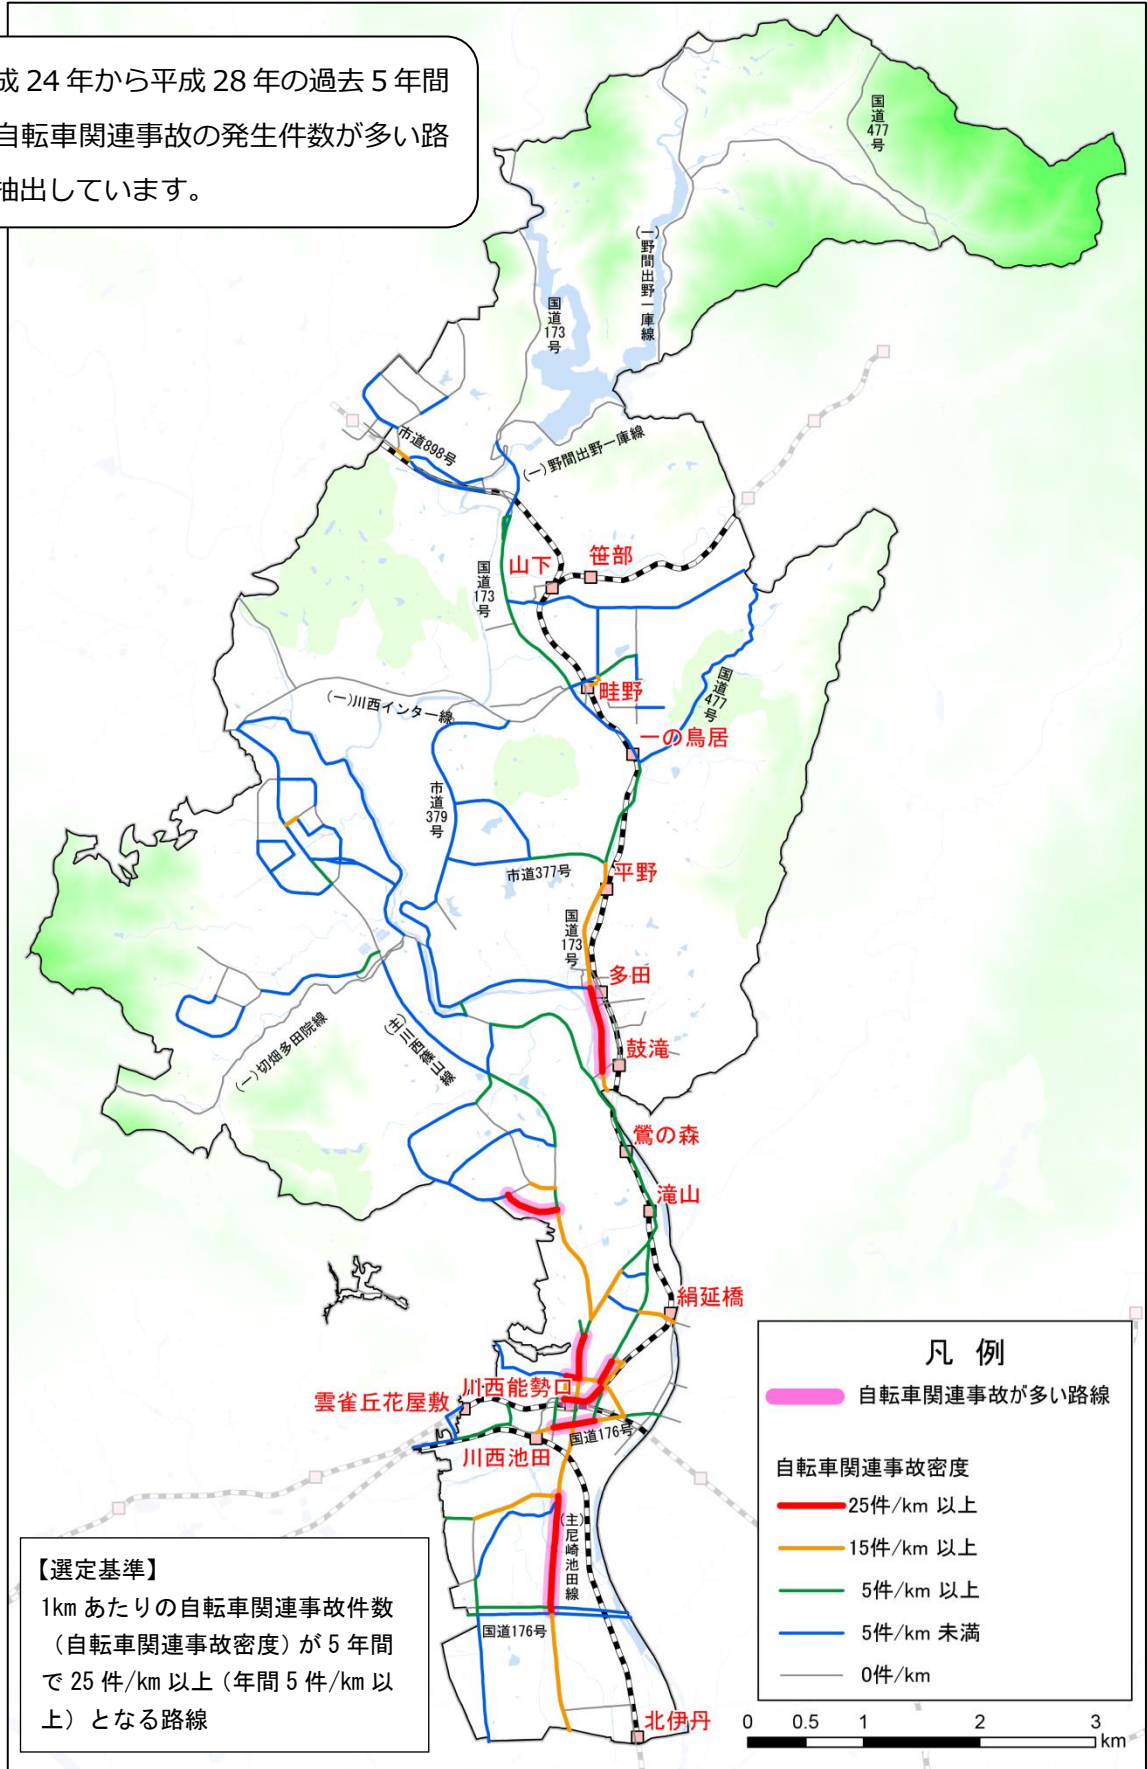 成 24 年から平成 28 年の過去 5 年間
自転車関連事故の発生件数が多い路
抽出しています。
国道477号
(一)野間出野一庫線
国道173号
市道898号
(一)野間出野一庫線
山下
笹部
国道173号
畦野
国道477号
(一)川西インター線
一の鳥居
市道379号
市道377号
平野
国道173号
多田
鼓滝
(主)川西篠山線
(一)切畑多田院線
鶯の森
滝山
絹延橋
川西能勢口
雲雀丘花屋敷
国道176号
川西池田
(主)尼崎池田線
国道176号
北伊丹
凡 例
自転車関連事故が多い路線
自転車関連事故密度
25件/km 以上
15件/km 以上
5件/km 以上
5件/km 未満
0件/km
0 0.5 1 2 3
km
【選定基準】
1km あたりの自転車関連事故件数
（自転車関連事故密度）が 5 年間
で 25 件/km 以上（年間 5 件/km 以
上）となる路線